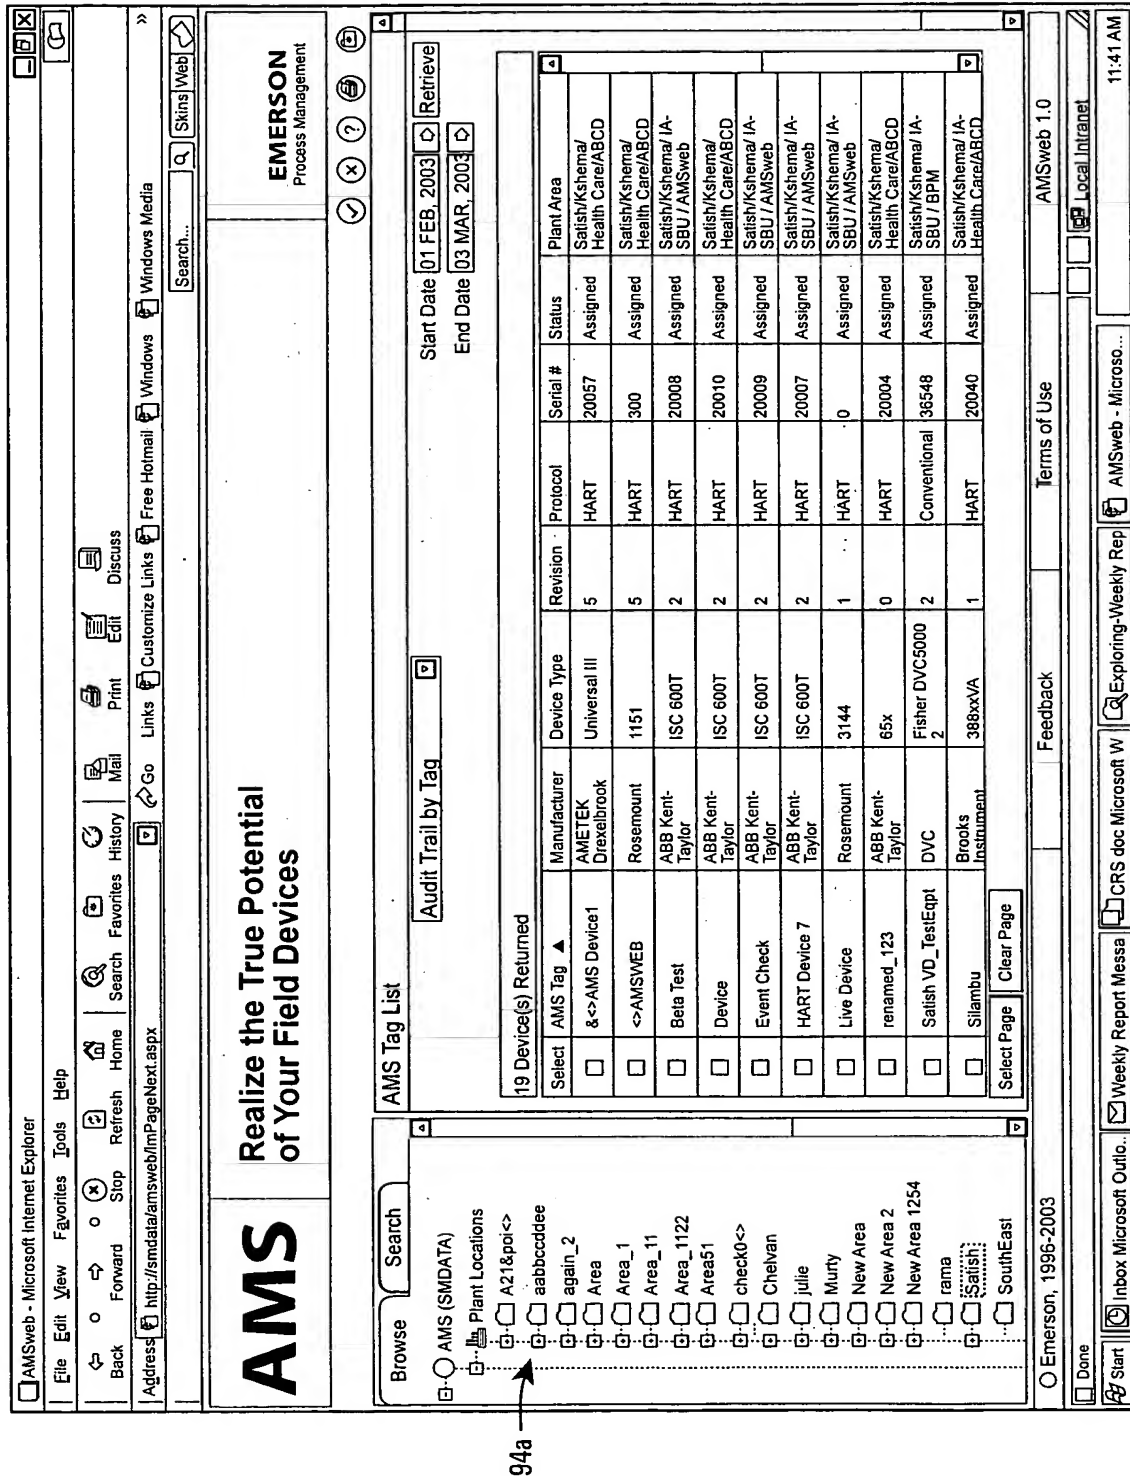 AMSweb - Microsoft Internet Explorer
File Edit View Favorites Tools Help
Back Forward Stop Refresh Home Search Favorites History Mail Print Edit Discuss
Address http://smdata/amsweb/ImPageNext.aspx Go Links Customize Links Free Hotmail Windows Windows Media »
Search... Skins Web
AMS
Realize the True Potential
of Your Field Devices
EMERSON
Process Management
Browse Search
AMS (SMDATA)
Plant Locations
A21&poi<>
aabbccddee
again_2
Area
Area_1
Area_11
Area_1122
Area51
check0<>
Chelvan
julie
Murty
New Area
New Area 2
New Area 1254
rama
Satish
SouthEast
94a
AMS Tag List
Audit Trail by Tag
Start Date 01 FEB, 2003 Retrieve
End Date 03 MAR, 2003
19 Device(s) Returned
Select AMS Tag ▲ Manufacturer Device Type Revision Protocol Serial # Status Plant Area
&<>AMS Device1 AMETEK Drexelbrook Universal III 5 HART 20057 Assigned Satish/Kshema/ Health Care/ABCD
<>AMSWEB Rosemount 1151 5 HART 300 Assigned Satish/Kshema/ Health Care/ABCD
Beta Test ABB Kent-Taylor ISC 600T 2 HART 20008 Assigned Satish/Kshema/ IA-SBU / AMSweb
Device ABB Kent-Taylor ISC 600T 2 HART 20010 Assigned Satish/Kshema/ Health Care/ABCD
Event Check ABB Kent-Taylor ISC 600T 2 HART 20009 Assigned Satish/Kshema/ IA-SBU / AMSweb
HART Device 7 ABB Kent-Taylor ISC 600T 2 HART 20007 Assigned Satish/Kshema/ IA-SBU / AMSweb
Live Device Rosemount 3144 1 HART 0 Assigned Satish/Kshema/ IA-SBU / AMSweb
renamed_123 ABB Kent-Taylor 65x 0 HART 20004 Assigned Satish/Kshema/ Health Care/ABCD
Satish VD_TestEqpt DVC Fisher DVC5000 2 2 Conventional 36548 Assigned Satish/Kshema/ IA-SBU / BPM
Silambu Brooks Instrument 388xxVA 1 HART 20040 Assigned Satish/Kshema/ IA-Health Care/ABCD
Select Page Clear Page
Emerson, 1996-2003 Feedback Terms of Use AMSweb 1.0
Done Local Intranet
Start Inbox Microsoft Outlo.. Weekly Report Messa CRS doc Microsoft W Exploring-Weekly Rep AMSweb - Microso... 11:41 AM